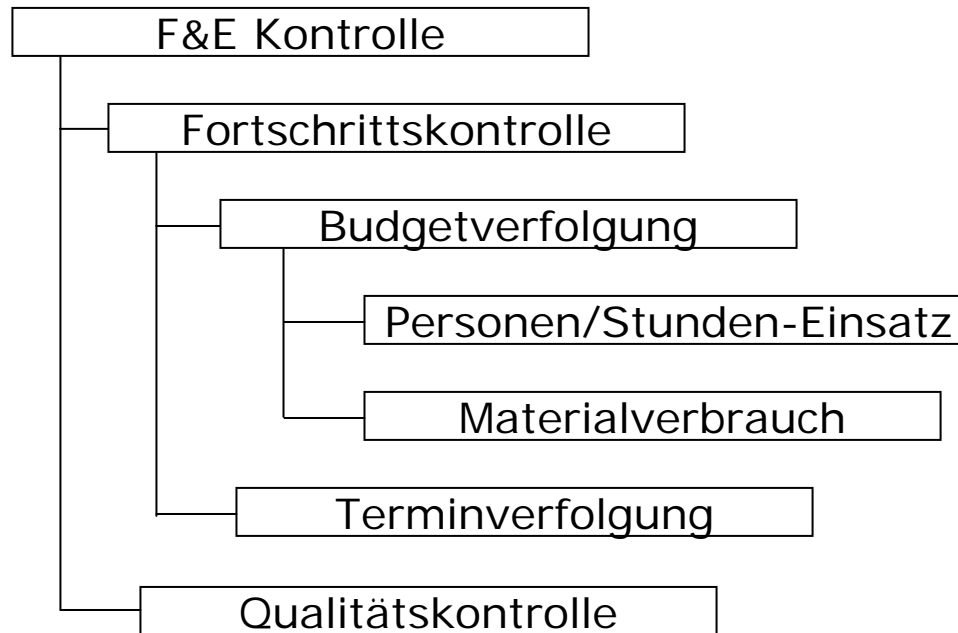 F&E Kontrolle
Fortschrittskontrolle
Budgetverfolgung
Personen/Stunden-Einsatz
Materialverbrauch
Terminverfolgung
Qualitätskontrolle